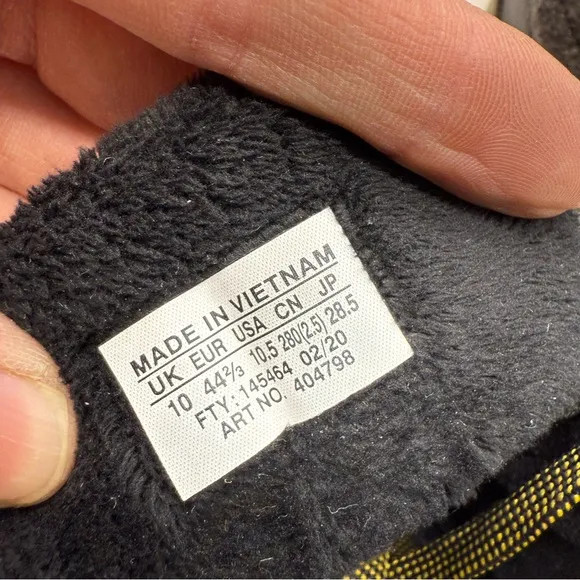 MADE IN VIETNAM
UK EUR USA CN JP
10 44⅔ 10.5 280(2.5) 28.5
FTY: 145464 02/20
ART NO. 404798